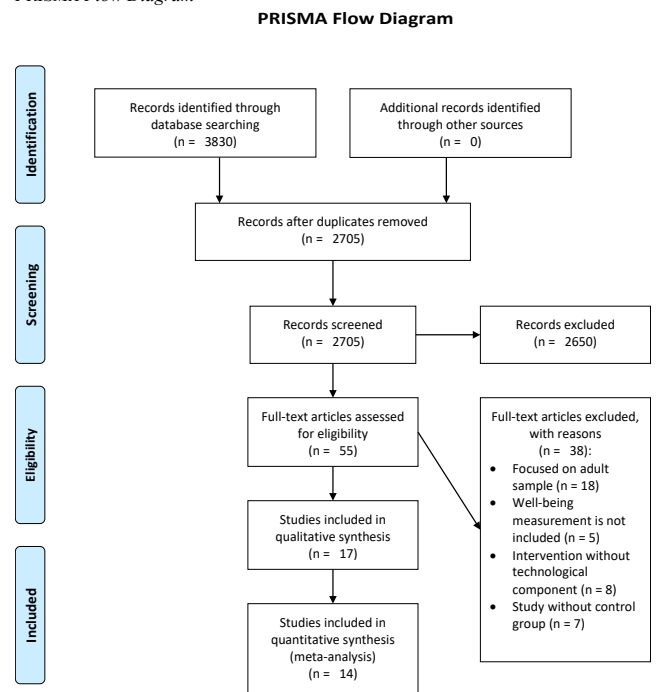 PRISMA Flow Diagram
PRISMA Flow Diagram
Identification
Records identified through
database searching
(n = 3830)
Additional records identified
through other sources
(n = 0)
Records after duplicates removed
(n = 2705)
Screening
Records screened
(n = 2705)
Records excluded
(n = 2650)
Eligibility
Full-text articles assessed
for eligibility
(n = 55)
Full-text articles excluded,
with reasons
(n = 38):
• Focused on adult
sample (n = 18)
• Well-being
measurement is not
included (n = 5)
• Intervention without
technological
component (n = 8)
• Study without control
group (n = 7)
Studies included in
qualitative synthesis
(n = 17)
Included
Studies included in
quantitative synthesis
(meta-analysis)
(n = 14)